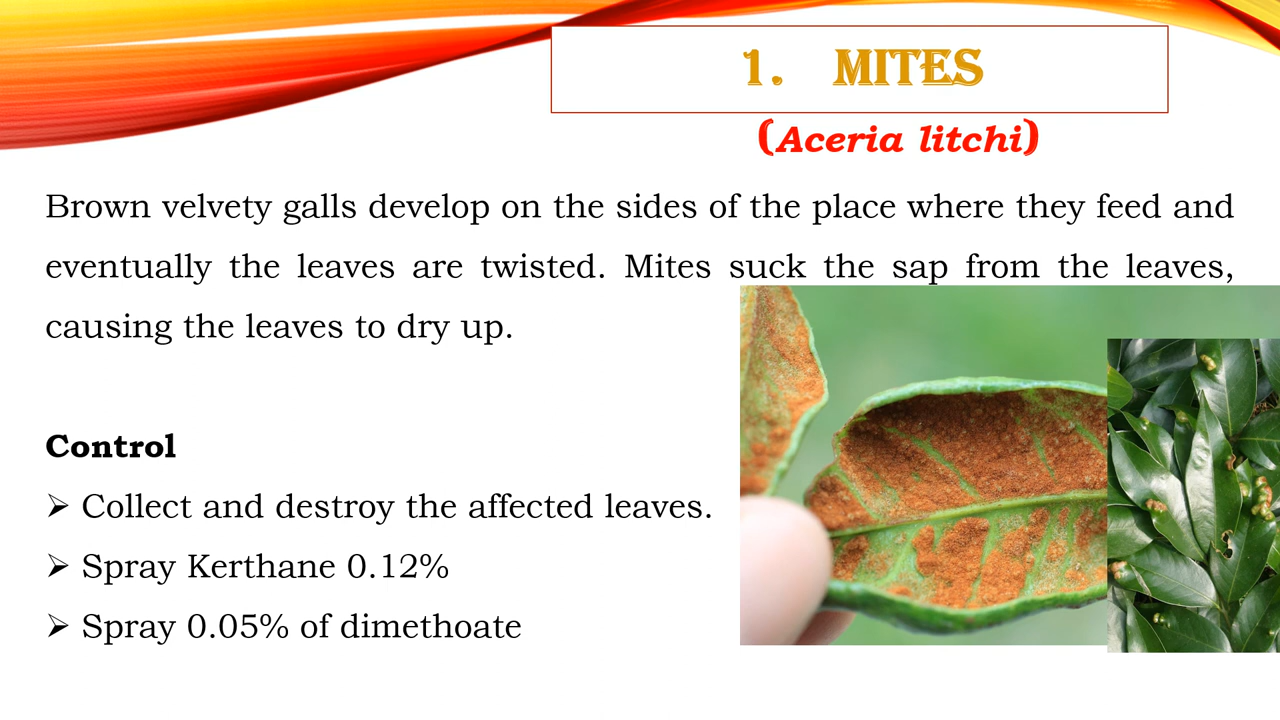 1. MITES
(Aceria litchi)
Brown velvety galls develop on the sides of the place where they feed and
eventually the leaves are twisted. Mites suck the sap from the leaves,
causing the leaves to dry up.
Control
➢ Collect and destroy the affected leaves.
➢ Spray Kerthane 0.12%
➢ Spray 0.05% of dimethoate